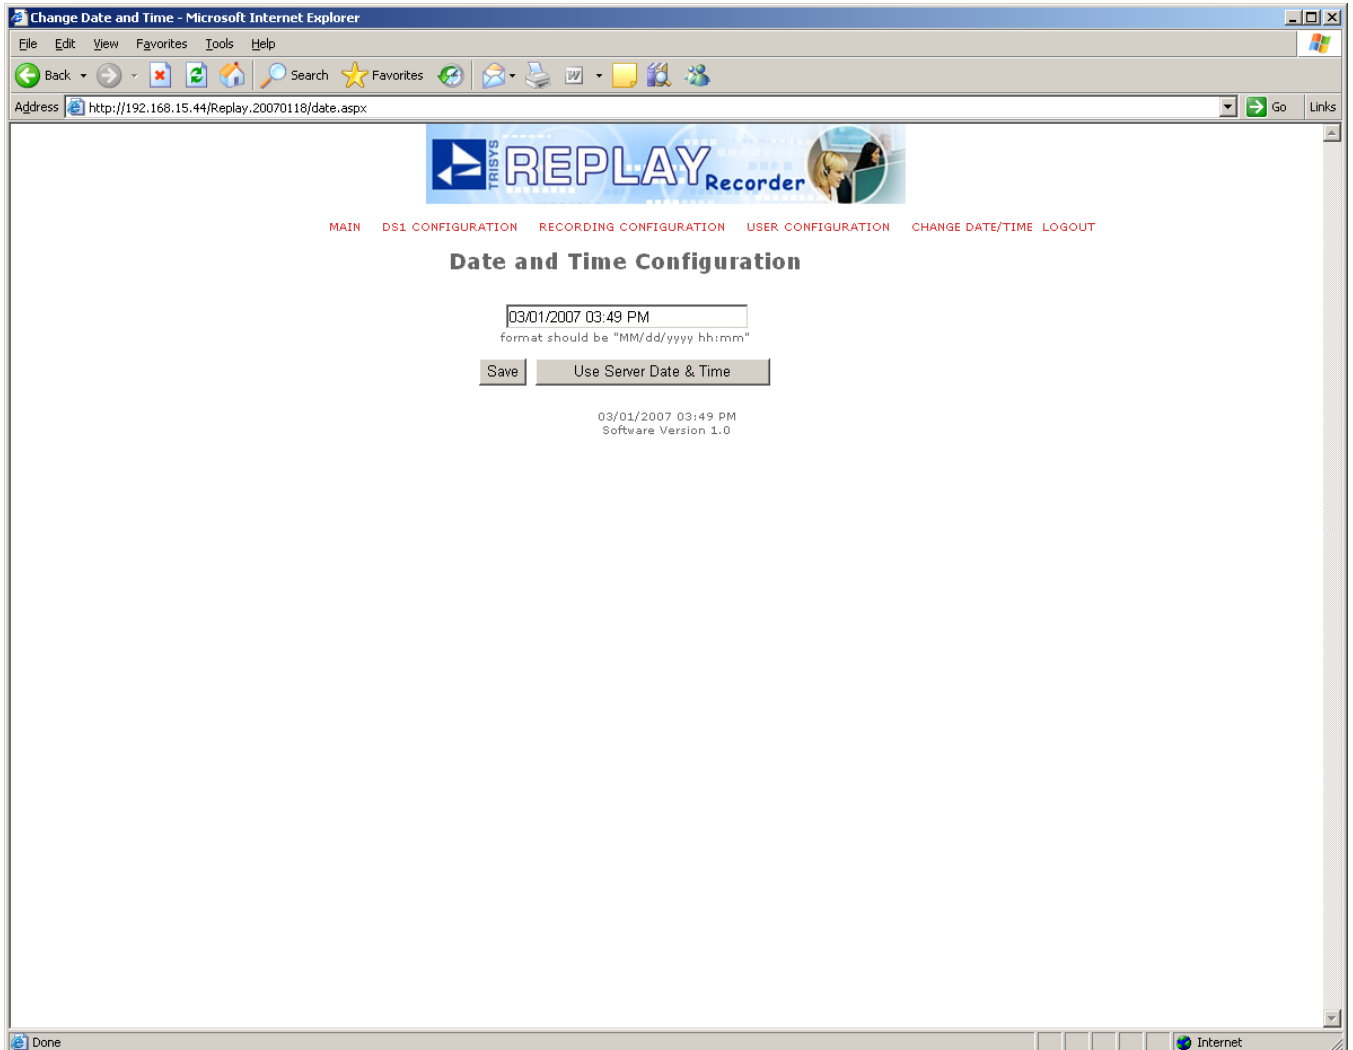 Change Date and Time - Microsoft Internet Explorer
File Edit View Favorites Tools Help
Back Search Favorites
Address http://192.168.15.44/Replay.20070118/date.aspx Go Links
TRISYS REPLAY Recorder
MAIN DS1 CONFIGURATION RECORDING CONFIGURATION USER CONFIGURATION CHANGE DATE/TIME LOGOUT
Date and Time Configuration
03/01/2007 03:49 PM
format should be "MM/dd/yyyy hh:mm"
Save Use Server Date & Time
03/01/2007 03:49 PM
Software Version 1.0
Done Internet